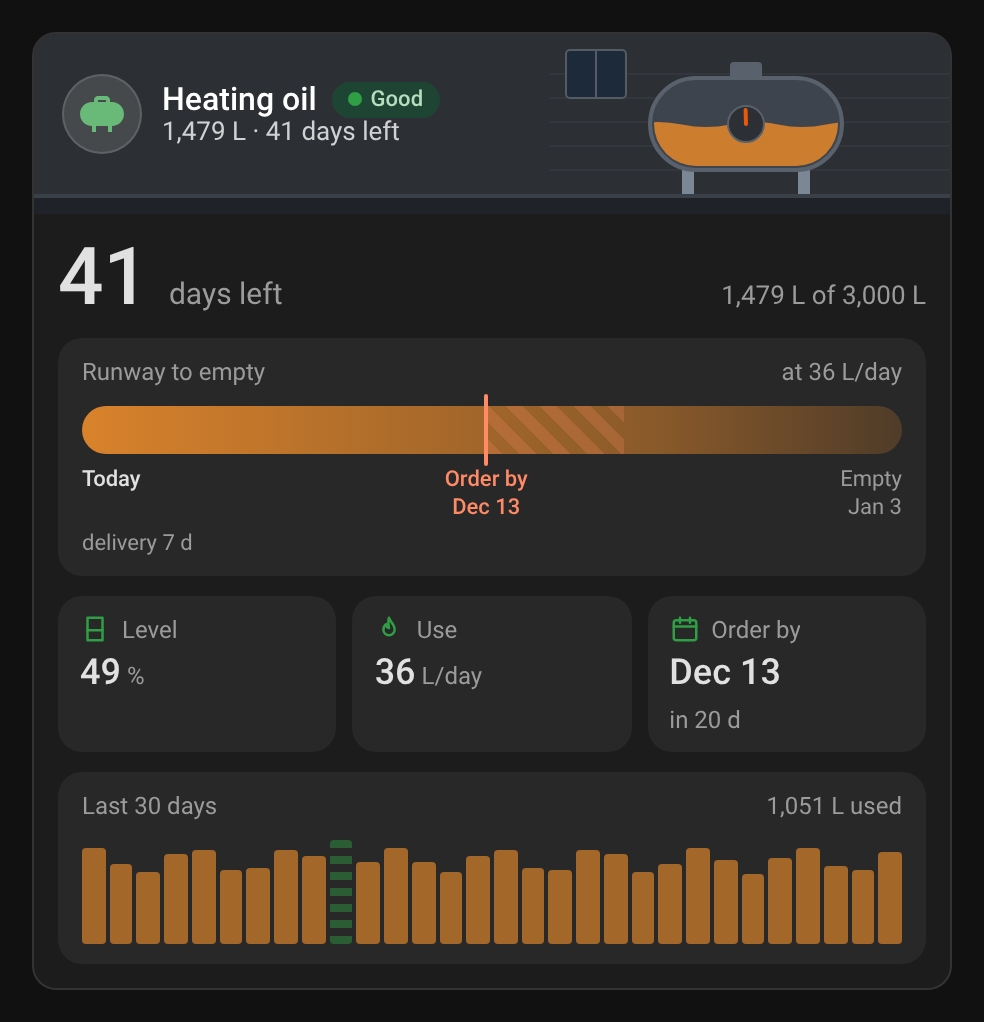 Heating oil
Good
1,479 L · 41 days left
41 days left
1,479 L of 3,000 L
Runway to empty
at 36 L/day
Today
Order by
Dec 13
Empty
Jan 3
delivery 7 d
Level
49 %
Use
36 L/day
Order by
Dec 13
in 20 d
Last 30 days
1,051 L used